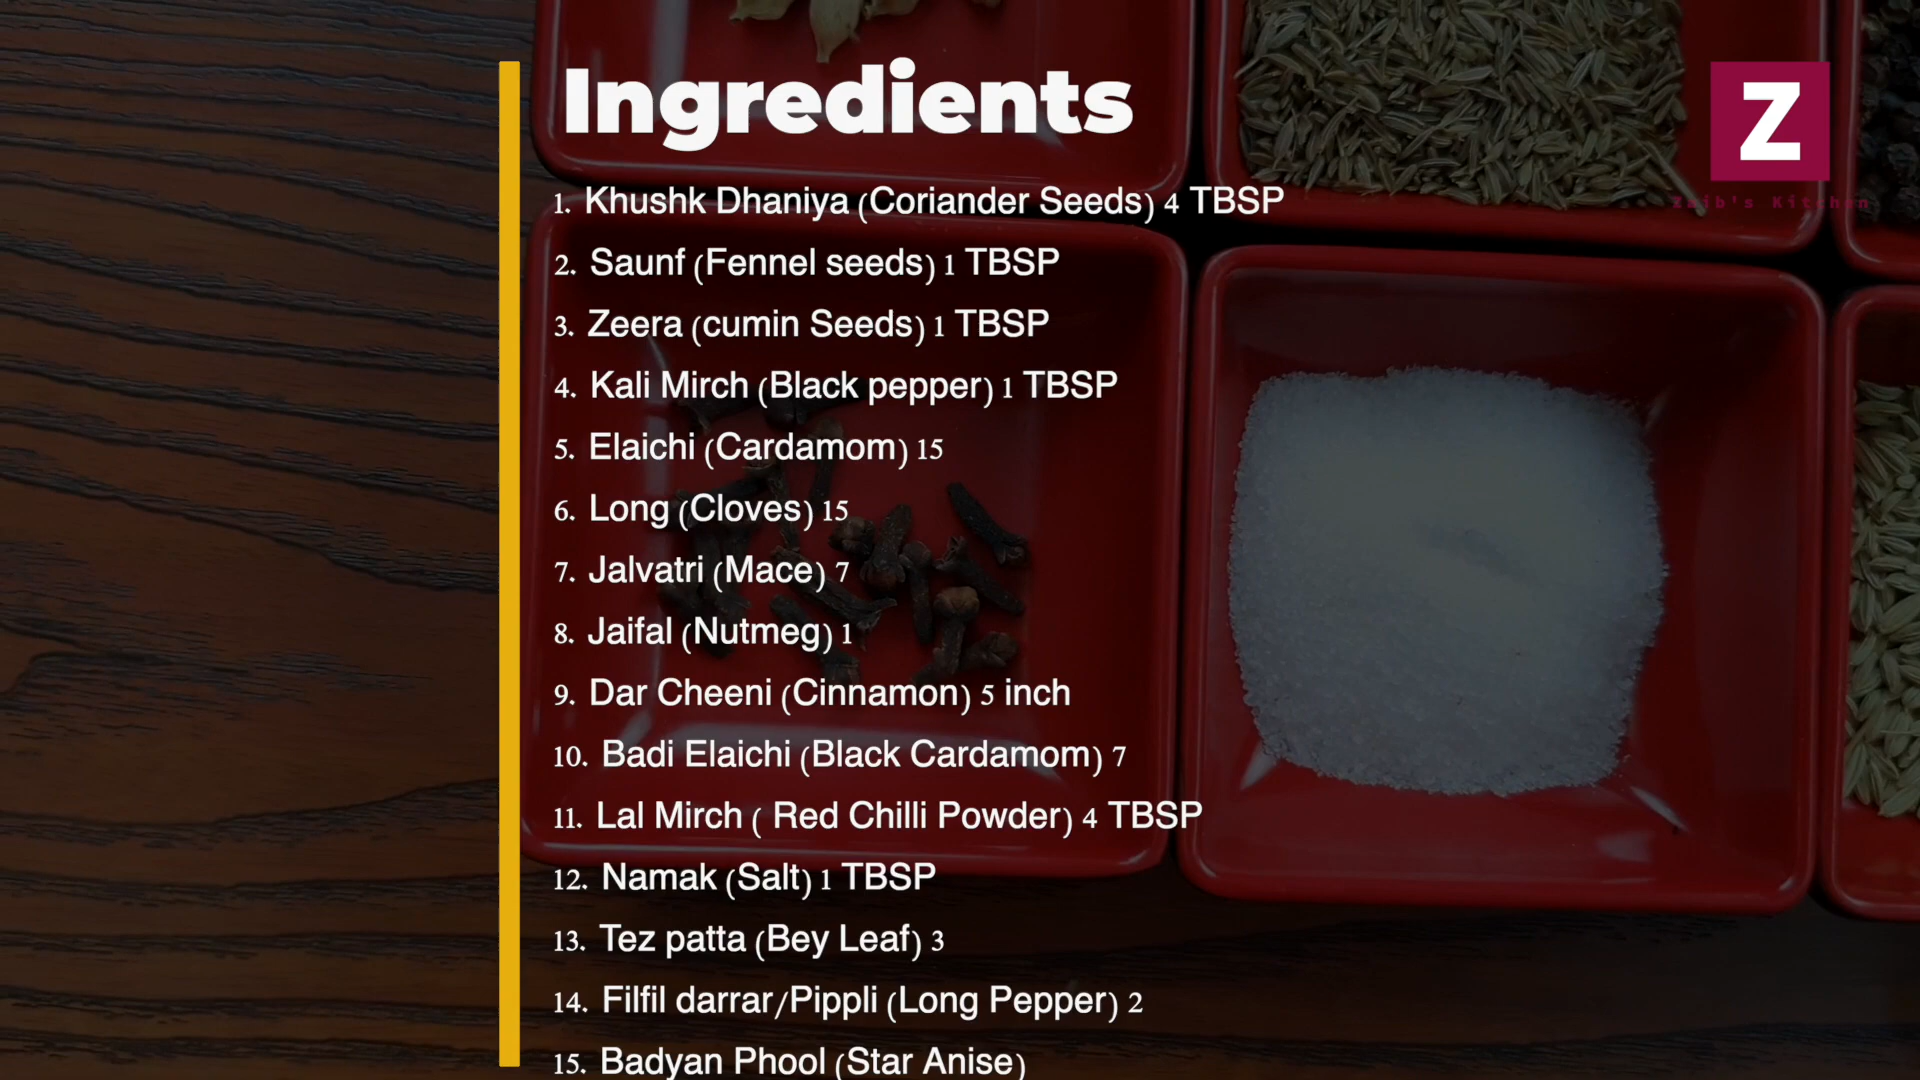 Ingredients
Z
Zaib's Kitchen
1. Khushk Dhaniya (Coriander Seeds) 4 TBSP
2. Saunf (Fennel seeds) 1 TBSP
3. Zeera (cumin Seeds) 1 TBSP
4. Kali Mirch (Black pepper) 1 TBSP
5. Elaichi (Cardamom) 15
6. Long (Cloves) 15
7. Jalvatri (Mace) 7
8. Jaifal (Nutmeg) 1
9. Dar Cheeni (Cinnamon) 5 inch
10. Badi Elaichi (Black Cardamom) 7
11. Lal Mirch ( Red Chilli Powder) 4 TBSP
12. Namak (Salt) 1 TBSP
13. Tez patta (Bey Leaf) 3
14. Filfil darrar/Pippli (Long Pepper) 2
15. Badyan Phool (Star Anise)